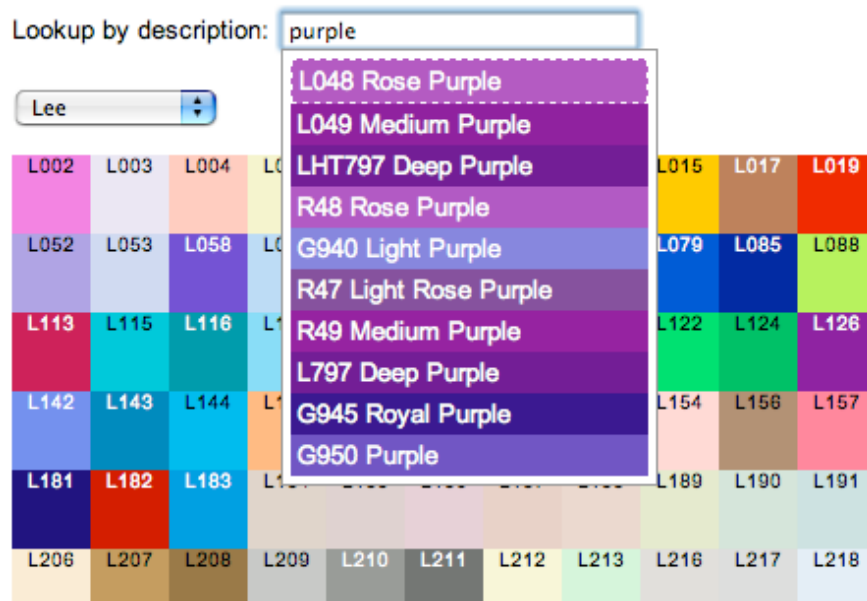 Lookup by description: purple
L048 Rose Purple
Lee
L049 Medium Purple
LHT797 Deep Purple
R48 Rose Purple
G940 Light Purple
R47 Light Rose Purple
R49 Medium Purple
L797 Deep Purple
G945 Royal Purple
G950 Purple
L002 L003 L004 L015 L017 L019
L052 L053 L058 L079 L085 L088
L113 L115 L116 L122 L124 L126
L142 L143 L144 L154 L156 L157
L181 L182 L183 L189 L190 L191
L206 L207 L208 L209 L210 L211 L212 L213 L216 L217 L218